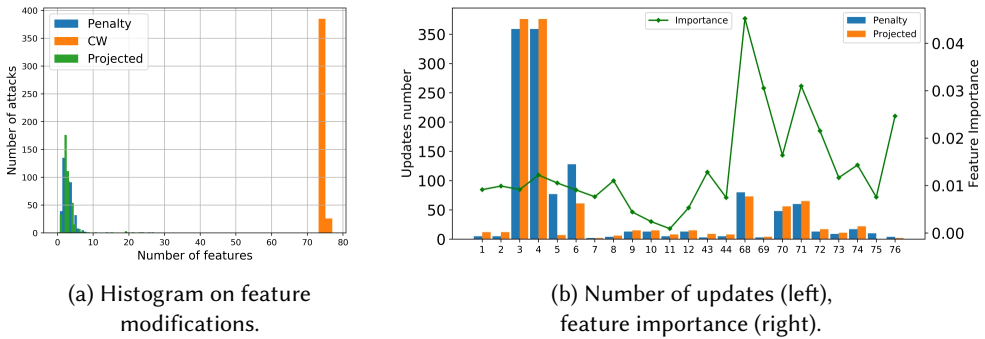 Number of attacks
400
350
300
250
200
150
100
50
0
Penalty
CW
Projected
0 10 20 30 40 50 60 70 80
Number of features
(a) Histogram on feature
modifications.
Updates number
350
300
250
200
150
100
50
0
Importance
Penalty
Projected
0.04
0.03
0.02
0.01
0.00
Feature Importance
1 2 3 4 5 6 7 8 9 10 11 12 43 44 68 69 70 71 72 73 74 75 76
(b) Number of updates (left),
feature importance (right).